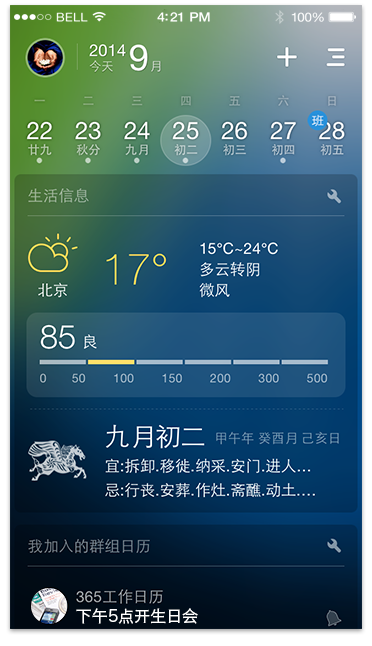 BELL 4:21 PM 100%
2014 9月
今天
一 二 三 四 五 六 日
班
22 23 24 25 26 27 28
廿九 秋分 九月 初二 初三 初四 初五
生活信息
15°C~24°C
17° 多云转阴
北京 微风
85 良
0 50 100 150 200 300 500
九月初二 甲午年 癸酉月 己亥日
宜:拆卸.移徙.纳采.安门.进人...
忌:行丧.安葬.作灶.斋醮.动土....
我加入的群组日历
365工作日历
下午5点开生日会